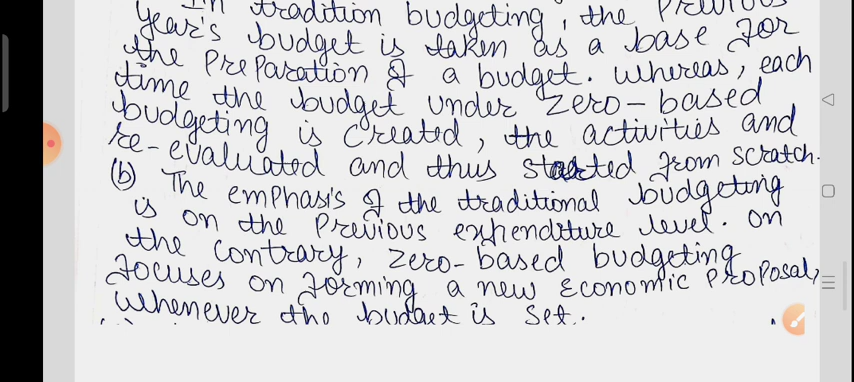 In tradition budgeting, the previous
year's budget is taken as a base for
the preparation of a budget. Whereas, each
time the budget under zero-based
budgeting is created, the activities and
re-evaluated and thus started from scratch.
(b) The emphasis of the traditional budgeting
is on the previous expenditure level. On
the contrary, zero-based budgeting
focuses on forming a new economic proposal,
whenever the budget is set.